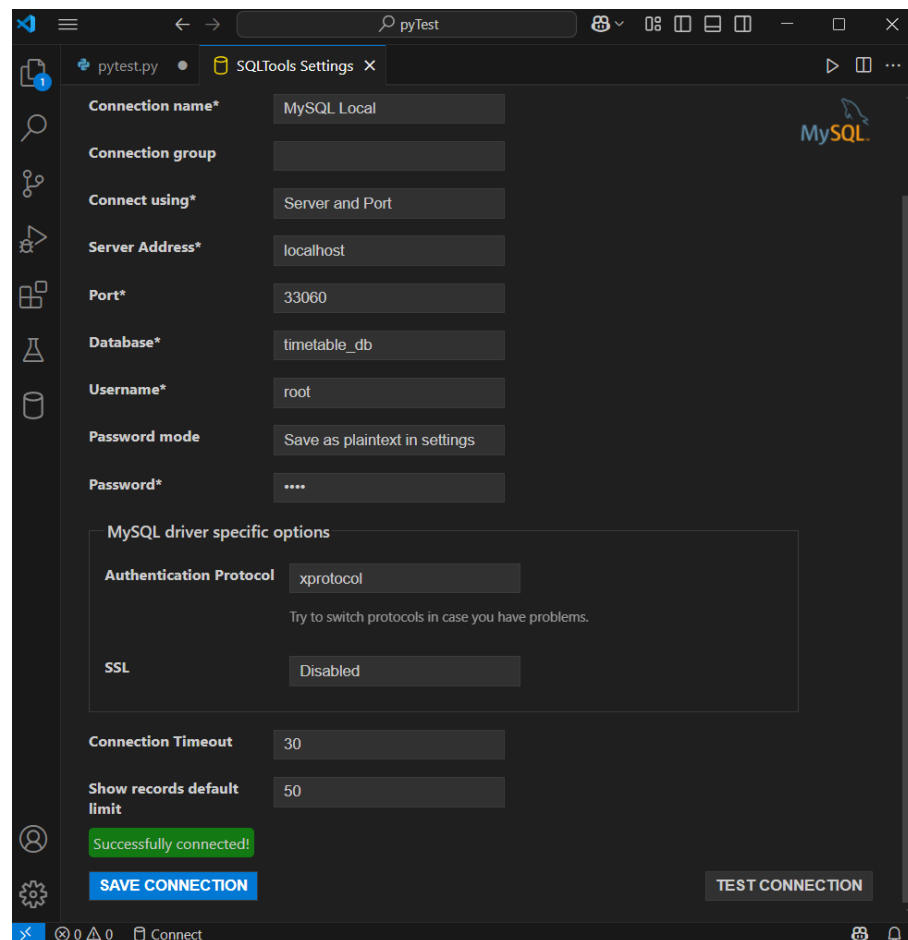 pyTest
pytest.py
SQLTools Settings
1
Connection name* MySQL Local
MySQL
Connection group
Connect using* Server and Port
Server Address* localhost
Port* 33060
Database* timetable_db
Username* root
Password mode Save as plaintext in settings
Password* ••••
MySQL driver specific options
Authentication Protocol xprotocol
Try to switch protocols in case you have problems.
SSL Disabled
Connection Timeout 30
Show records default 50
limit
Successfully connected!
SAVE CONNECTION TEST CONNECTION
0 0 Connect